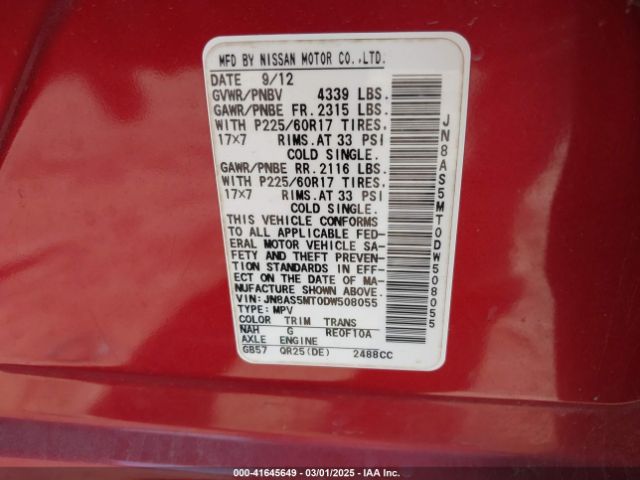 MFD BY NISSAN MOTOR CO.,LTD.
DATE 9/12
GVWR/PNBV 4339 LBS.
GAWR/PNBE FR. 2315 LBS.
WITH P225/60R17 TIRES.
17×7 RIMS. AT 33 PSI
COLD SINGLE.
GAWR/PNBE RR. 2116 LBS.
WITH P225/60R17 TIRES.
17×7 RIMS. AT 33 PSI
COLD SINGLE.
THIS VEHICLE CONFORMS
TO ALL APPLICABLE FED-
ERAL MOTOR VEHICLE SA-
FETY AND THEFT PREVEN-
TION STANDARDS IN EFF-
ECT ON THE DATE OF MA-
NUFACTURE SHOWN ABOVE.
VIN: JN8AS5MT0DW508055
TYPE: MPV
COLOR TRIM TRANS
NAH G RE0F10A
AXLE ENGINE
GB57 QR25(DE) 2488CC
JN8AS5MT0DW508055
000-41645649 - 03/01/2025 - IAA Inc.